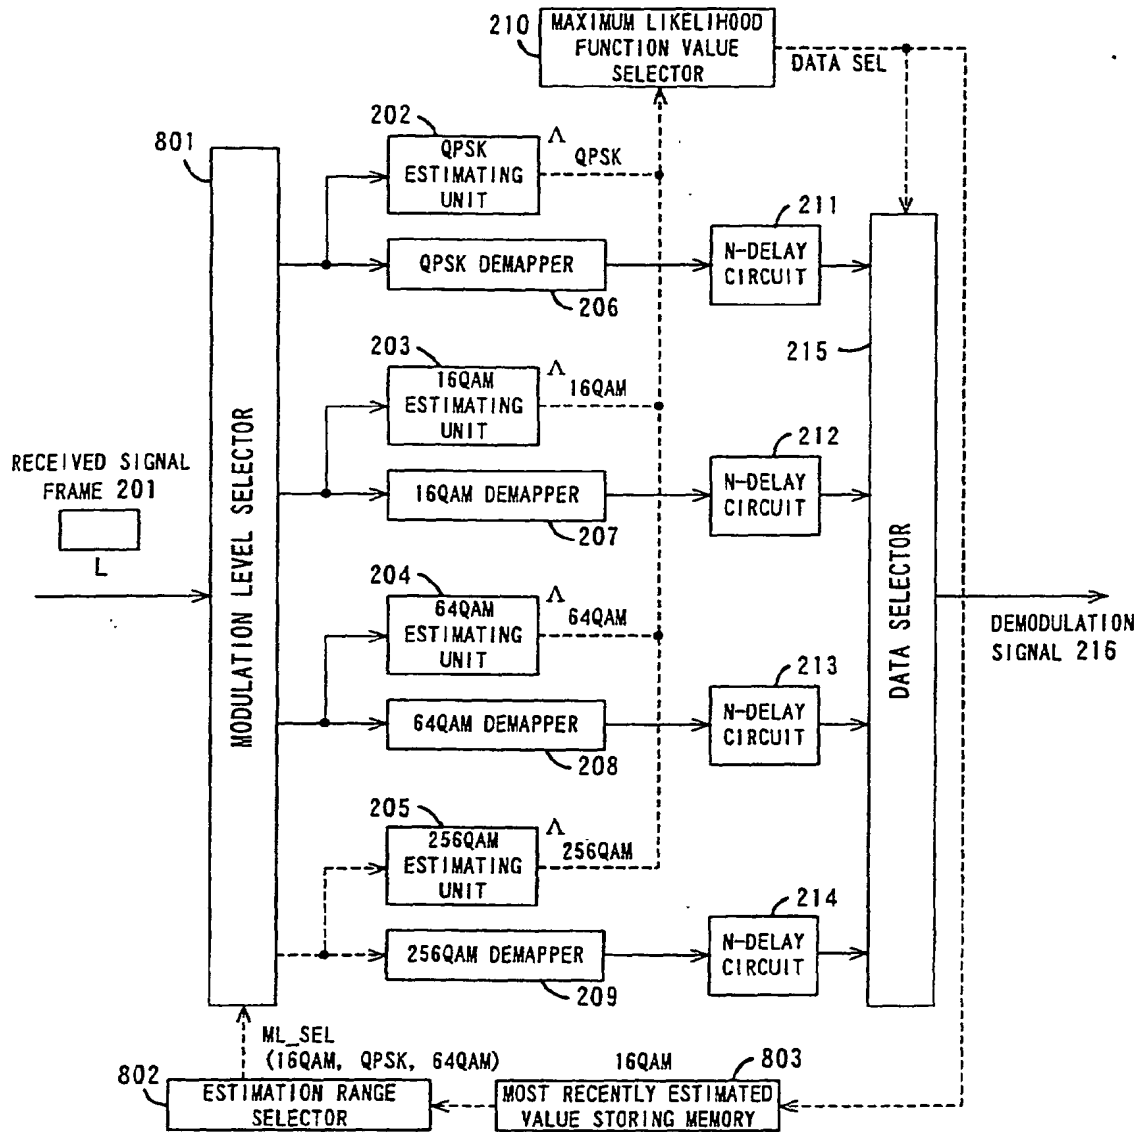 210
MAXIMUM LIKELIHOOD
FUNCTION VALUE
SELECTOR
DATA SEL
801
MODULATION LEVEL SELECTOR
202
QPSK
ESTIMATING
UNIT
Λ
QPSK
QPSK DEMAPPER
206
211
N-DELAY
CIRCUIT
203
16QAM
ESTIMATING
UNIT
Λ
16QAM
16QAM DEMAPPER
207
212
N-DELAY
CIRCUIT
215
DATA SELECTOR
RECEIVED SIGNAL
FRAME 201
L
204
64QAM
ESTIMATING
UNIT
Λ
64QAM
64QAM DEMAPPER
208
213
N-DELAY
CIRCUIT
DEMODULATION
SIGNAL 216
205
256QAM
ESTIMATING
UNIT
Λ
256QAM
256QAM DEMAPPER
209
214
N-DELAY
CIRCUIT
ML_SEL
(16QAM, QPSK, 64QAM)
802
ESTIMATION RANGE
SELECTOR
16QAM
803
MOST RECENTLY ESTIMATED
VALUE STORING MEMORY